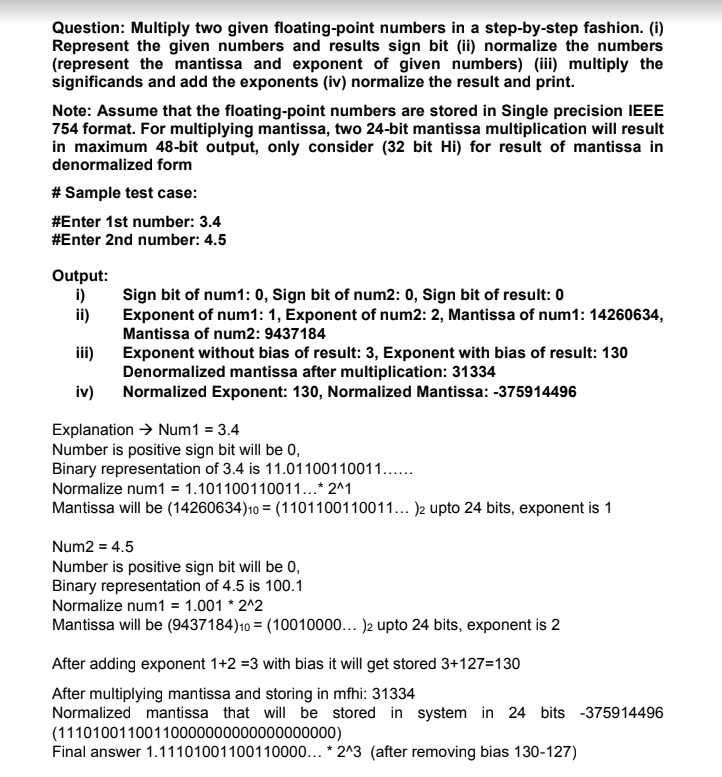 Question: Multiply two given floating-point numbers in a step-by-step fashion. (i)
Represent the given numbers and results sign bit (ii) normalize the numbers
(represent the mantissa and exponent of given numbers) (iii) multiply the
significands and add the exponents (iv) normalize the result and print.
Note: Assume that the floating-point numbers are stored in Single precision IEEE
754 format. For multiplying mantissa, two 24-bit mantissa multiplication will result
in maximum 48-bit output, only consider (32 bit Hi) for result of mantissa in
denormalized form
# Sample test case:
#Enter 1st number: 3.4
#Enter 2nd number: 4.5
Output:
i) Sign bit of num1: 0, Sign bit of num2: 0, Sign bit of result: 0
ii) Exponent of num1: 1, Exponent of num2: 2, Mantissa of num1: 14260634,
Mantissa of num2: 9437184
iii) Exponent without bias of result: 3, Exponent with bias of result: 130
Denormalized mantissa after multiplication: 31334
iv) Normalized Exponent: 130, Normalized Mantissa: -375914496
Explanation → Num1 = 3.4
Number is positive sign bit will be 0,
Binary representation of 3.4 is 11.01100110011……
Normalize num1 = 1.101100110011…* 2^1
Mantissa will be (14260634)10 = (1101100110011… )2 upto 24 bits, exponent is 1
Num2 = 4.5
Number is positive sign bit will be 0,
Binary representation of 4.5 is 100.1
Normalize num1 = 1.001 * 2^2
Mantissa will be (9437184)10 = (10010000… )2 upto 24 bits, exponent is 2
After adding exponent 1+2 =3 with bias it will get stored 3+127=130
After multiplying mantissa and storing in mfhi: 31334
Normalized mantissa that will be stored in system in 24 bits -375914496
(11101001100110000000000000000000)
Final answer 1.11101001100110000… * 2^3 (after removing bias 130-127)